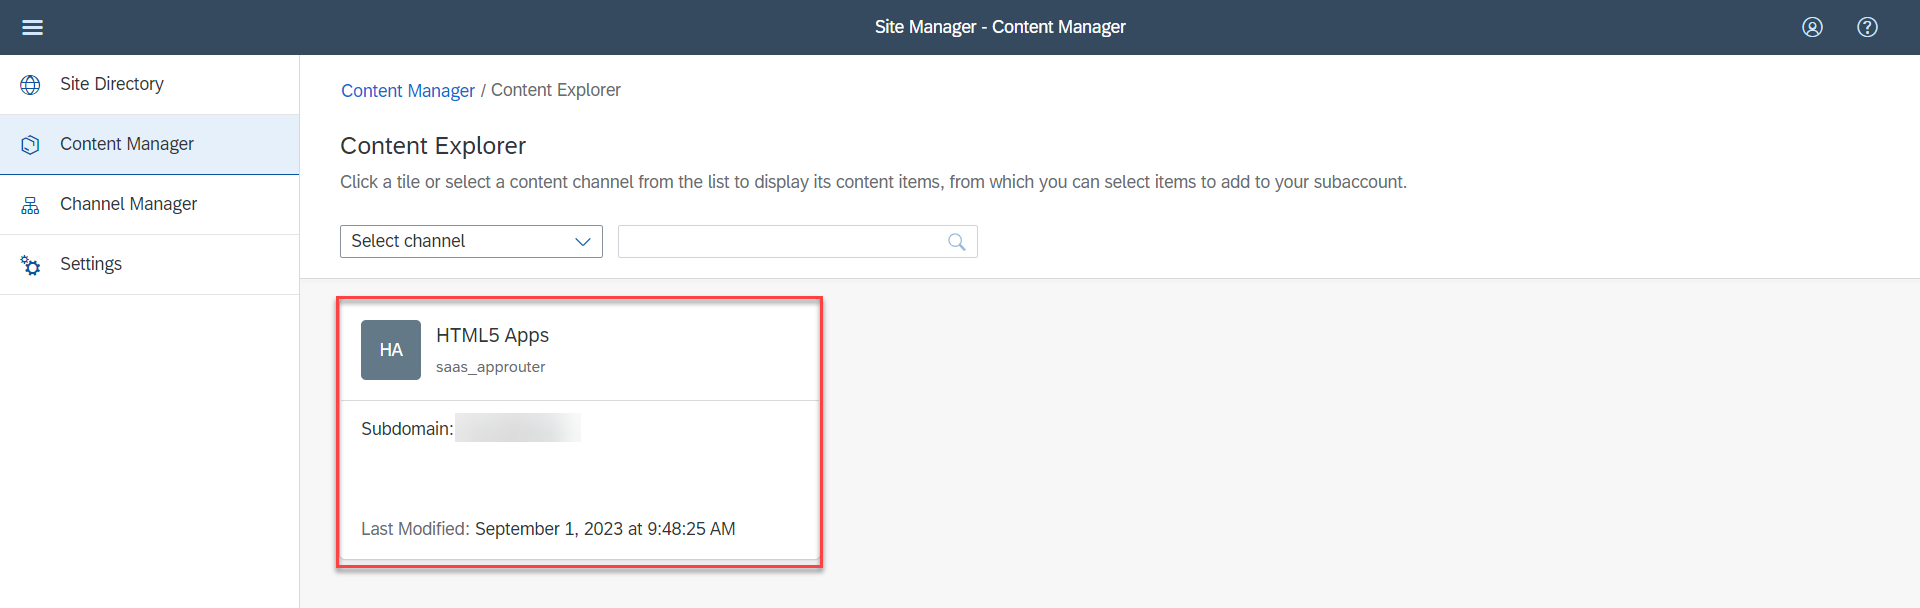 Site Manager - Content Manager
Site Directory
Content Manager
Channel Manager
Settings
Content Manager / Content Explorer
Content Explorer
Click a tile or select a content channel from the list to display its content items, from which you can select items to add to your subaccount.
Select channel
HA
HTML5 Apps
saas_approuter
Subdomain:
Last Modified: September 1, 2023 at 9:48:25 AM